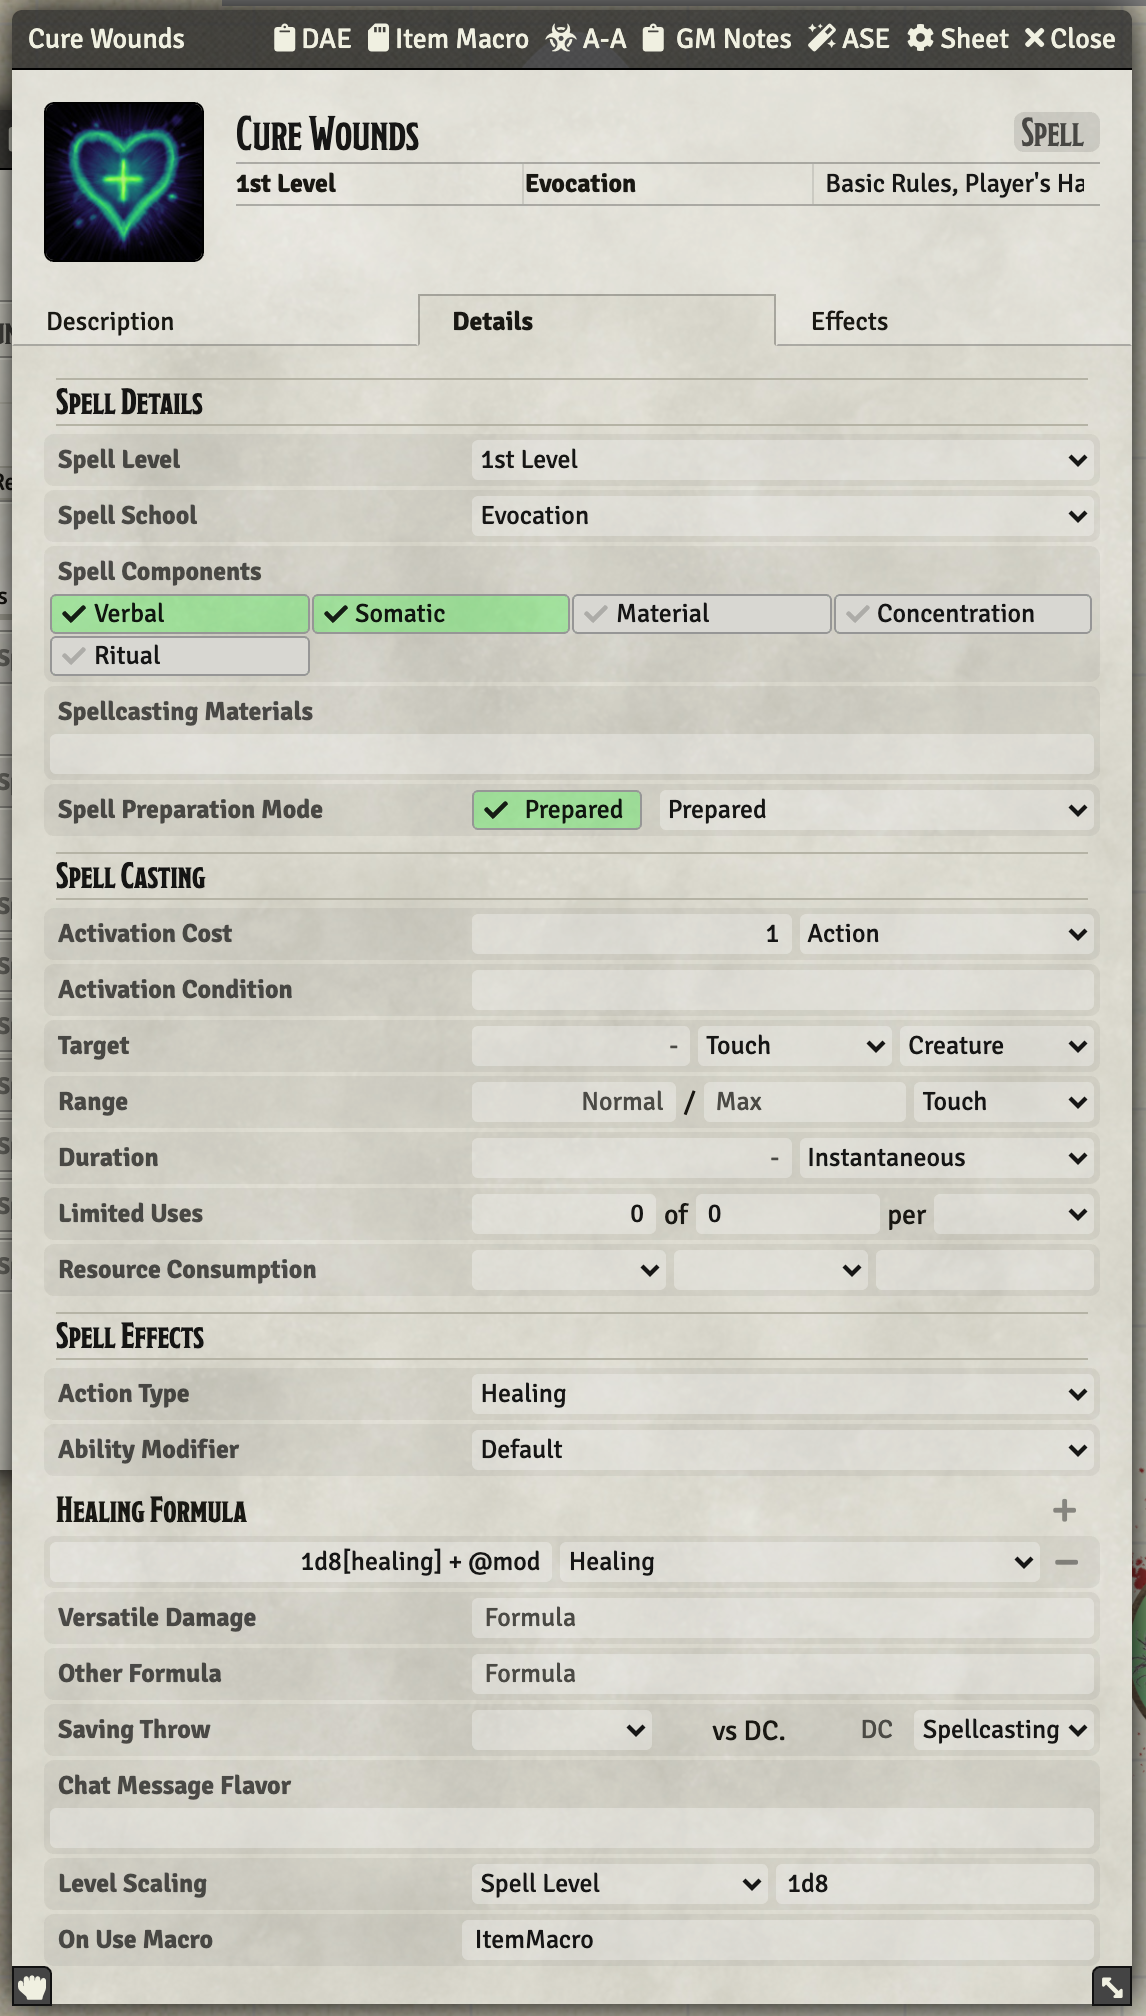 Cure Wounds DAE Item Macro A-A GM Notes ASE Sheet Close
Cure Wounds Spell
1st Level Evocation Basic Rules, Player's Ha
Description Details Effects
Spell Details
Spell Level 1st Level
Spell School Evocation
Spell Components
Verbal Somatic Material Concentration
Ritual
Spellcasting Materials
Spell Preparation Mode Prepared Prepared
Spell Casting
Activation Cost 1 Action
Activation Condition
Target - Touch Creature
Range Normal / Max Touch
Duration - Instantaneous
Limited Uses 0 of 0 per
Resource Consumption
Spell Effects
Action Type Healing
Ability Modifier Default
Healing Formula
1d8[healing] + @mod Healing
Versatile Damage Formula
Other Formula Formula
Saving Throw vs DC. DC Spellcasting
Chat Message Flavor
Level Scaling Spell Level 1d8
On Use Macro ItemMacro